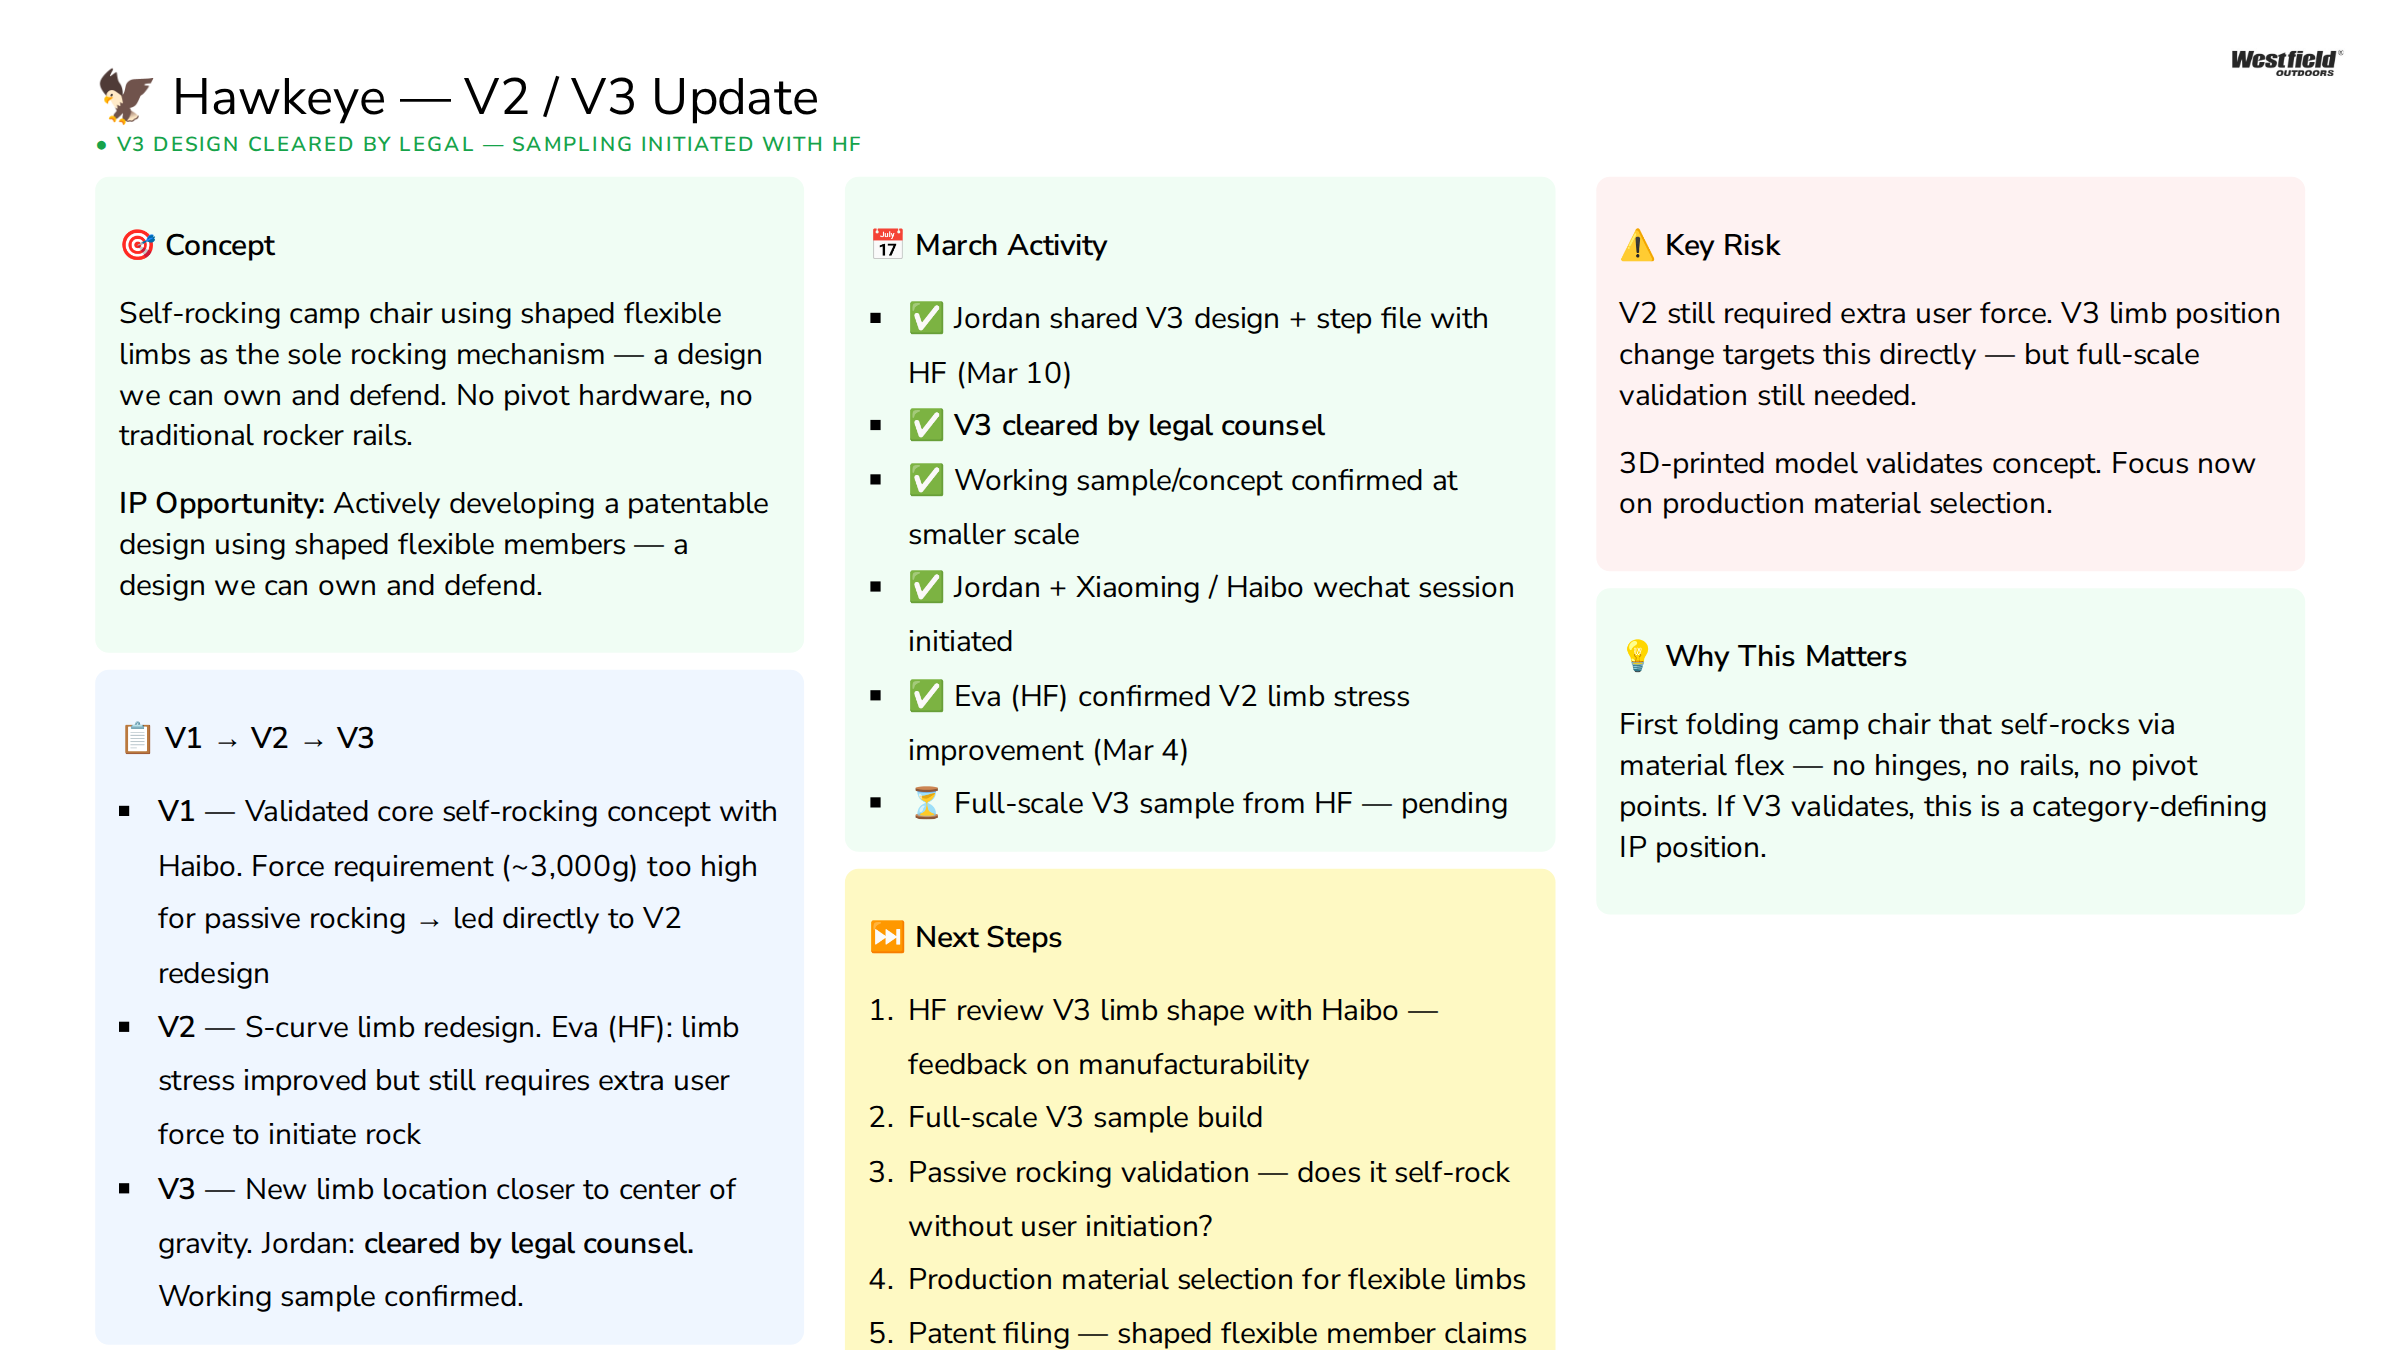 Westfield®
OUTDOORS
Hawkeye — V2 / V3 Update
● V3 DESIGN CLEARED BY LEGAL — SAMPLING INITIATED WITH HF
🎯 Concept
Self-rocking camp chair using shaped flexible
limbs as the sole rocking mechanism — a design
we can own and defend. No pivot hardware, no
traditional rocker rails.
IP Opportunity: Actively developing a patentable
design using shaped flexible members — a
design we can own and defend.
📋 V1 → V2 → V3
▪ V1 — Validated core self-rocking concept with
Haibo. Force requirement (~3,000g) too high
for passive rocking → led directly to V2
redesign
▪ V2 — S-curve limb redesign. Eva (HF): limb
stress improved but still requires extra user
force to initiate rock
▪ V3 — New limb location closer to center of
gravity. Jordan: cleared by legal counsel.
Working sample confirmed.
📅 March Activity
▪ ✅ Jordan shared V3 design + step file with
HF (Mar 10)
▪ ✅ V3 cleared by legal counsel
▪ ✅ Working sample/concept confirmed at
smaller scale
▪ ✅ Jordan + Xiaoming / Haibo wechat session
initiated
▪ ✅ Eva (HF) confirmed V2 limb stress
improvement (Mar 4)
▪ ⏳ Full-scale V3 sample from HF — pending
⏭️ Next Steps
1. HF review V3 limb shape with Haibo —
feedback on manufacturability
2. Full-scale V3 sample build
3. Passive rocking validation — does it self-rock
without user initiation?
4. Production material selection for flexible limbs
5. Patent filing — shaped flexible member claims
⚠️ Key Risk
V2 still required extra user force. V3 limb position
change targets this directly — but full-scale
validation still needed.
3D-printed model validates concept. Focus now
on production material selection.
💡 Why This Matters
First folding camp chair that self-rocks via
material flex — no hinges, no rails, no pivot
points. If V3 validates, this is a category-defining
IP position.